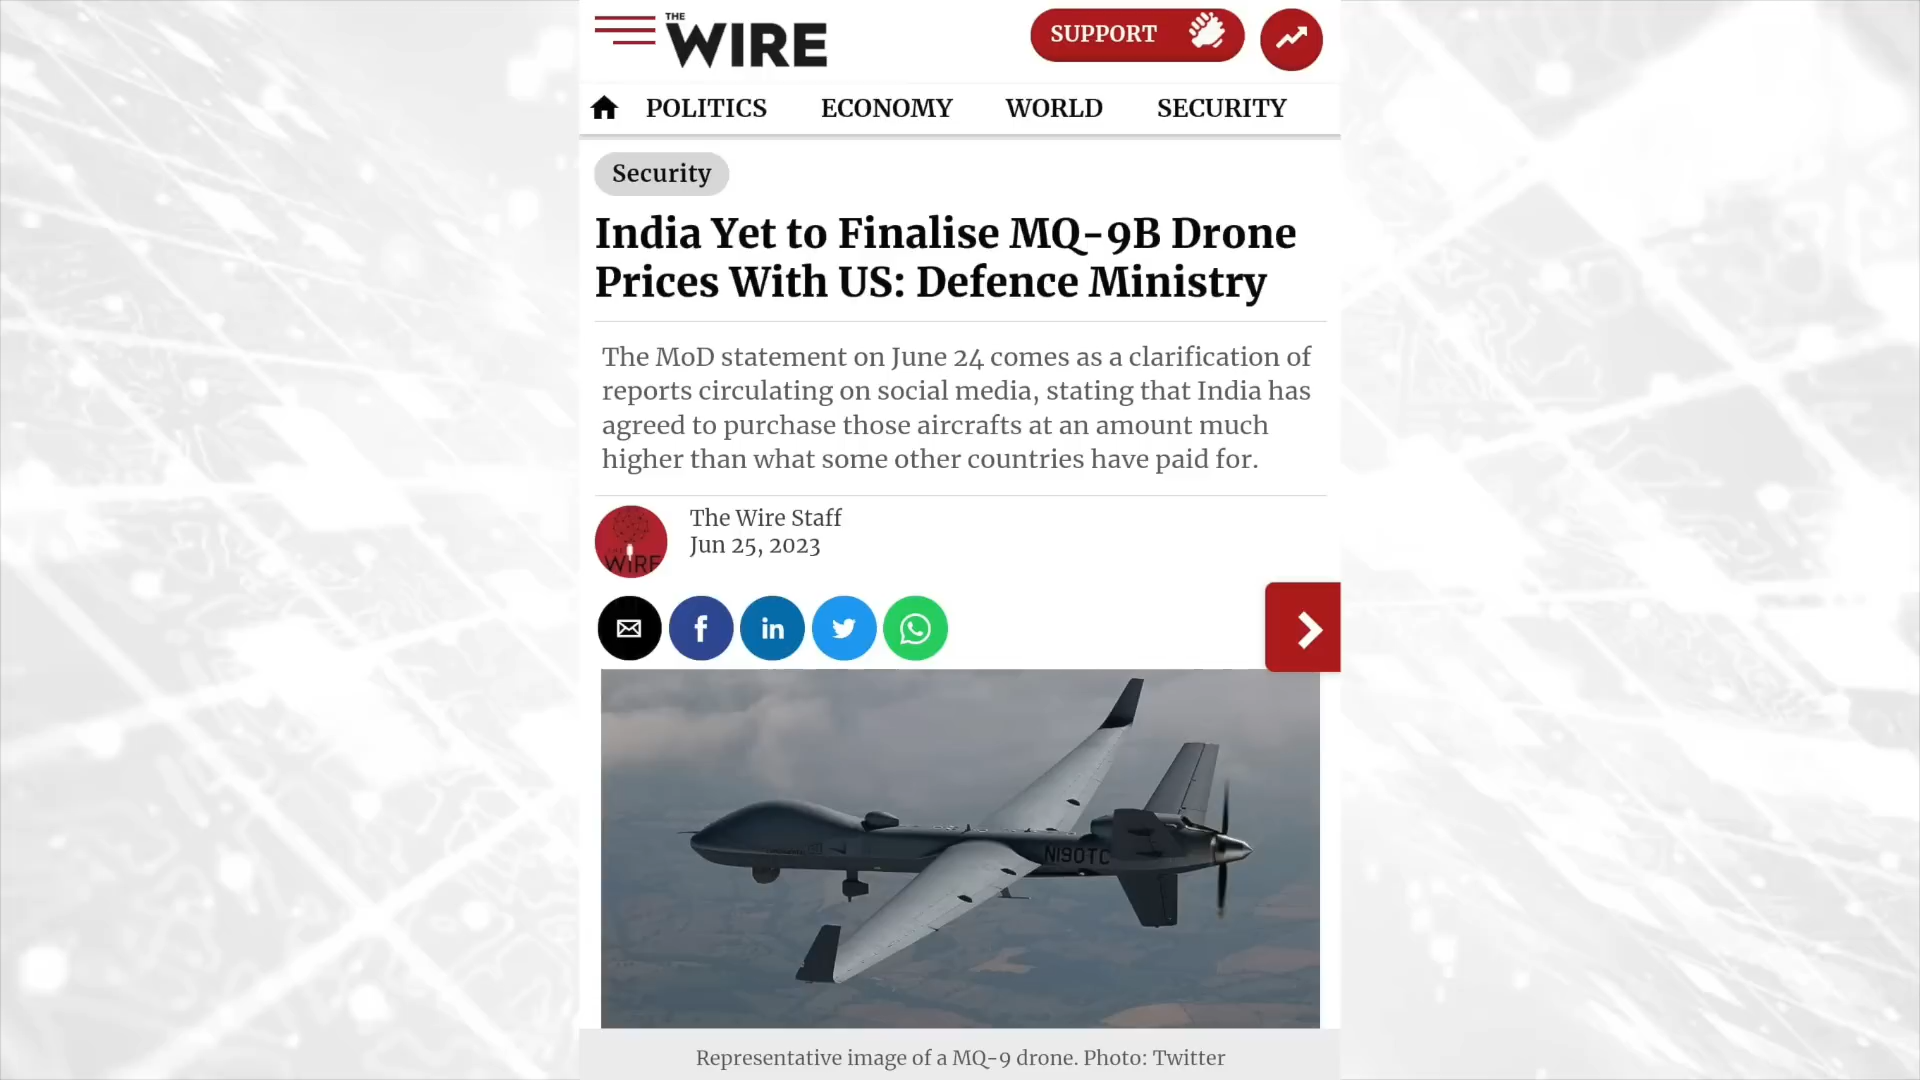 THE
WIRE
SUPPORT
POLITICS ECONOMY WORLD SECURITY
Security
India Yet to Finalise MQ-9B Drone
Prices With US: Defence Ministry
The MoD statement on June 24 comes as a clarification of
reports circulating on social media, stating that India has
agreed to purchase those aircrafts at an amount much
higher than what some other countries have paid for.
The Wire Staff
Jun 25, 2023
THE
WIRE
f in
N190TC
Representative image of a MQ-9 drone. Photo: Twitter